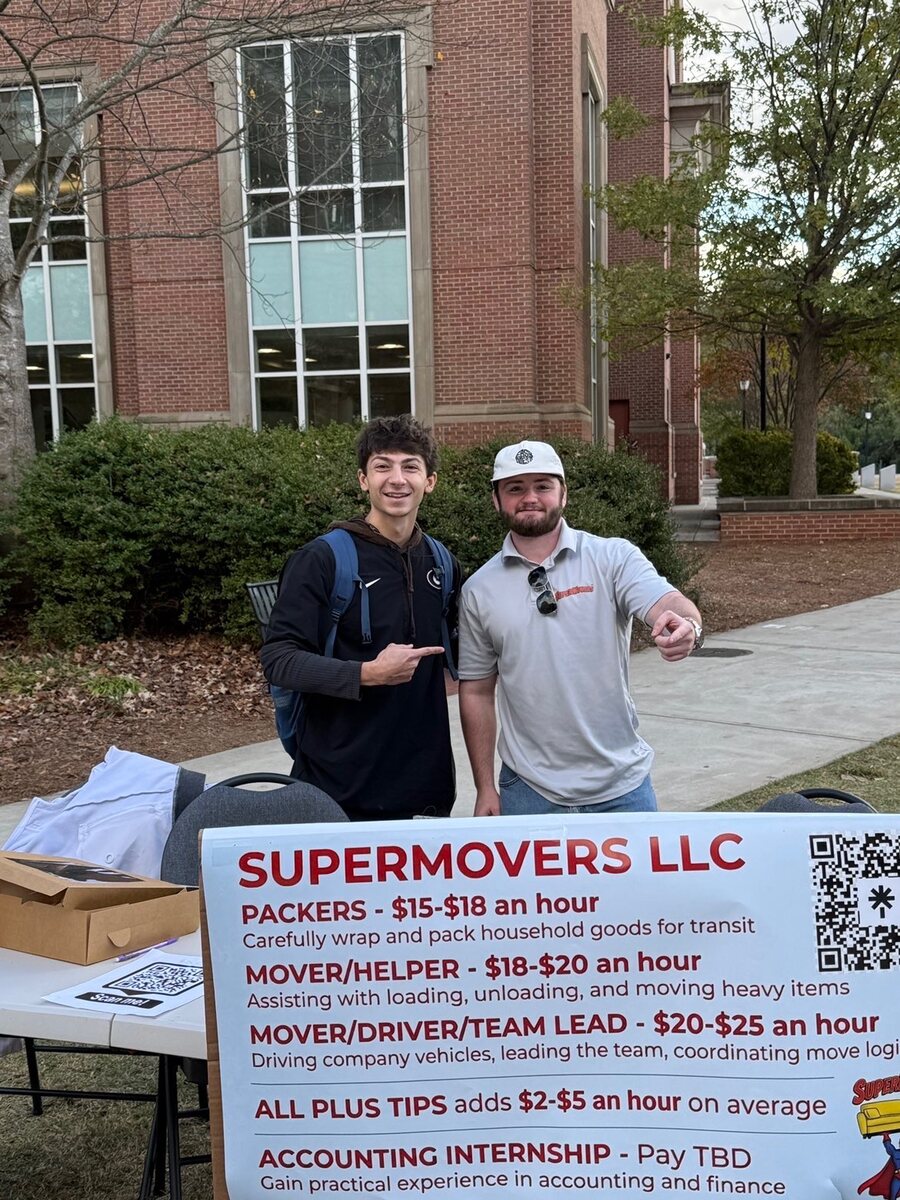 SUPERMOVERS LLC
PACKERS - $15-$18 an hour
Carefully wrap and pack household goods for transit
MOVER/HELPER - $18-$20 an hour
Assisting with loading, unloading, and moving heavy items
MOVER/DRIVER/TEAM LEAD - $20-$25 an hour
Driving company vehicles, leading the team, coordinating move logi
ALL PLUS TIPS adds $2-$5 an hour on average
SUPER
ACCOUNTING INTERNSHIP - Pay TBD
Gain practical experience in accounting and finance
Scan me!